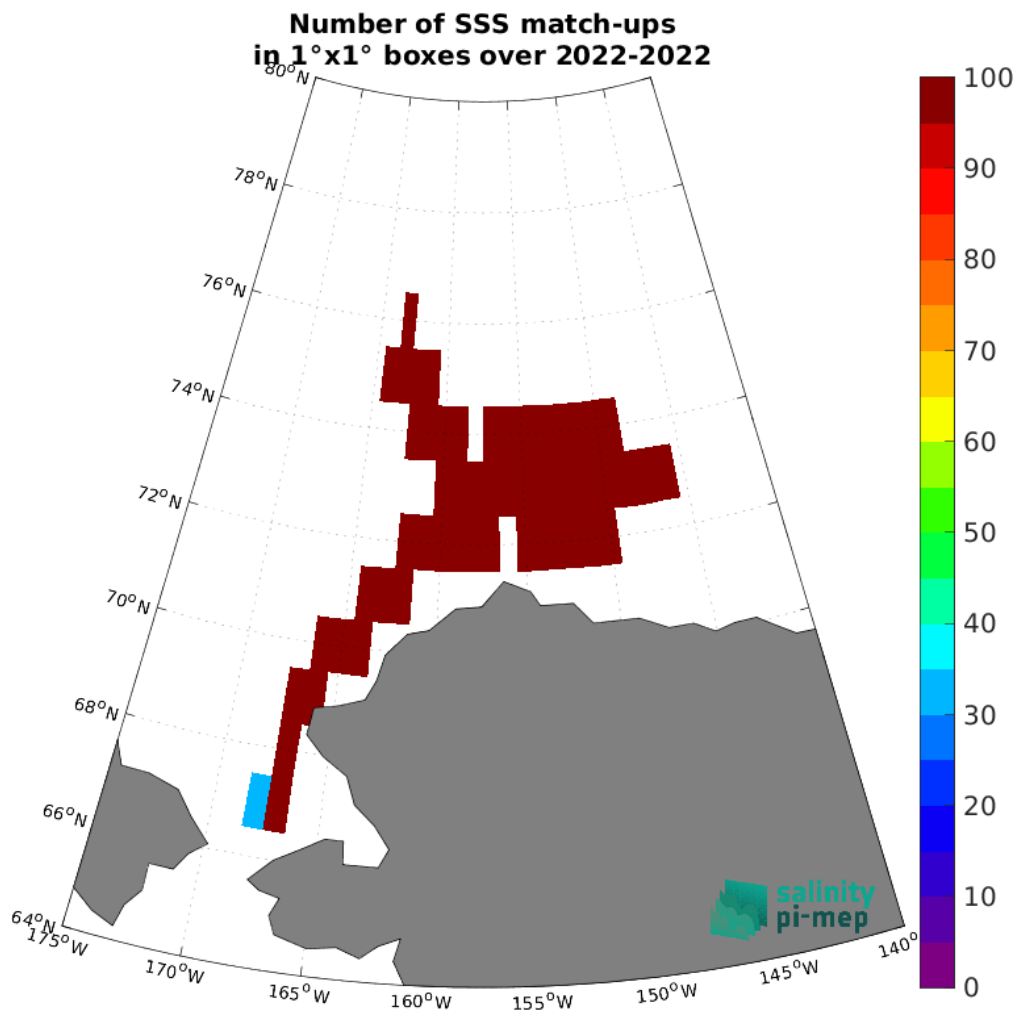 Number of SSS match-ups
in 1°x1° boxes over 2022-2022
80°N
78°N
76°N
74°N
72°N
70°N
68°N
66°N
64°N
175°W
170°W
165°W
160°W
155°W
150°W
145°W
140°
100
90
80
70
60
50
40
30
20
10
0
salinity
pi-mep